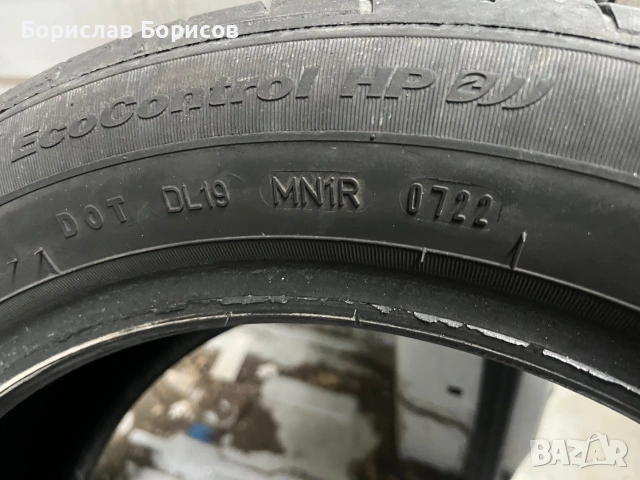 Борислав Борисов
EcoControl HP 2
DOT DL19 MN1R 0722
BAZAR